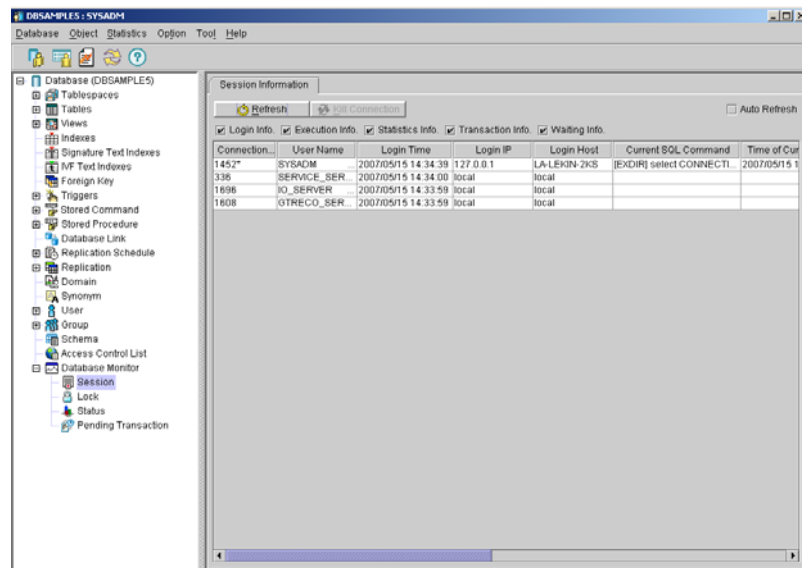 DBSAMPLE5 : SYSADM
Database Object Statistics Option Tool Help
Database (DBSAMPLE5)
Tablespaces
Tables
Views
Indexes
Signature Text Indexes
IVF Text Indexes
Foreign Key
Triggers
Stored Command
Stored Procedure
Database Link
Replication Schedule
Replication
Domain
Synonym
User
Group
Schema
Access Control List
Database Monitor
Session
Lock
Status
Pending Transaction
Session Information
Refresh Kill Connection Auto Refresh
Login Info. Execution Info. Statistics Info. Transaction Info. Waiting Info.
Connection... User Name Login Time Login IP Login Host Current SQL Command Time of Cur
1452* SYSADM ... 2007/05/15 14:34:39 127.0.0.1 LA-LEKIN-2KS [EXDIR] select CONNECTI... 2007/05/15 1
336 SERVICE_SER... 2007/05/15 14:34:00 local local
1696 IO_SERVER ... 2007/05/15 14:33:59 local local
1608 GTRECO_SER... 2007/05/15 14:33:59 local local